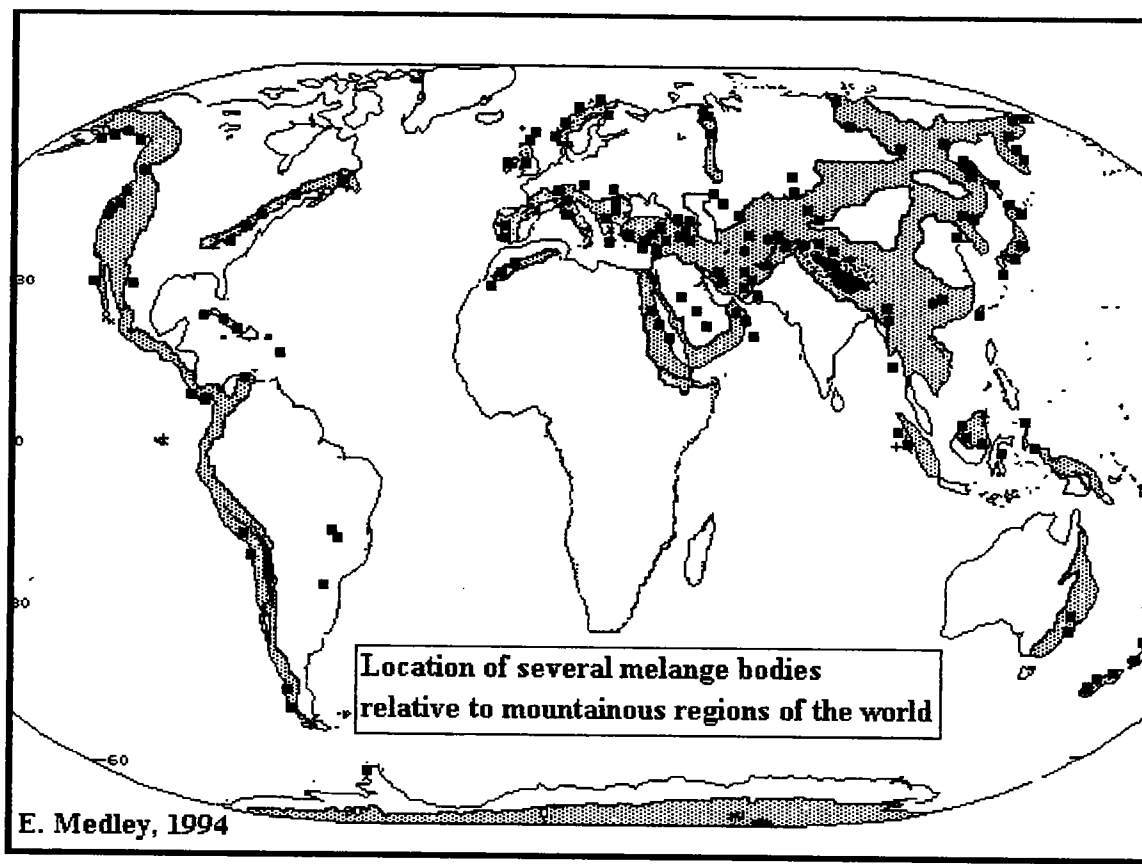 30
0
30
Location of several melange bodies
relative to mountainous regions of the world
60
E. Medley, 1994